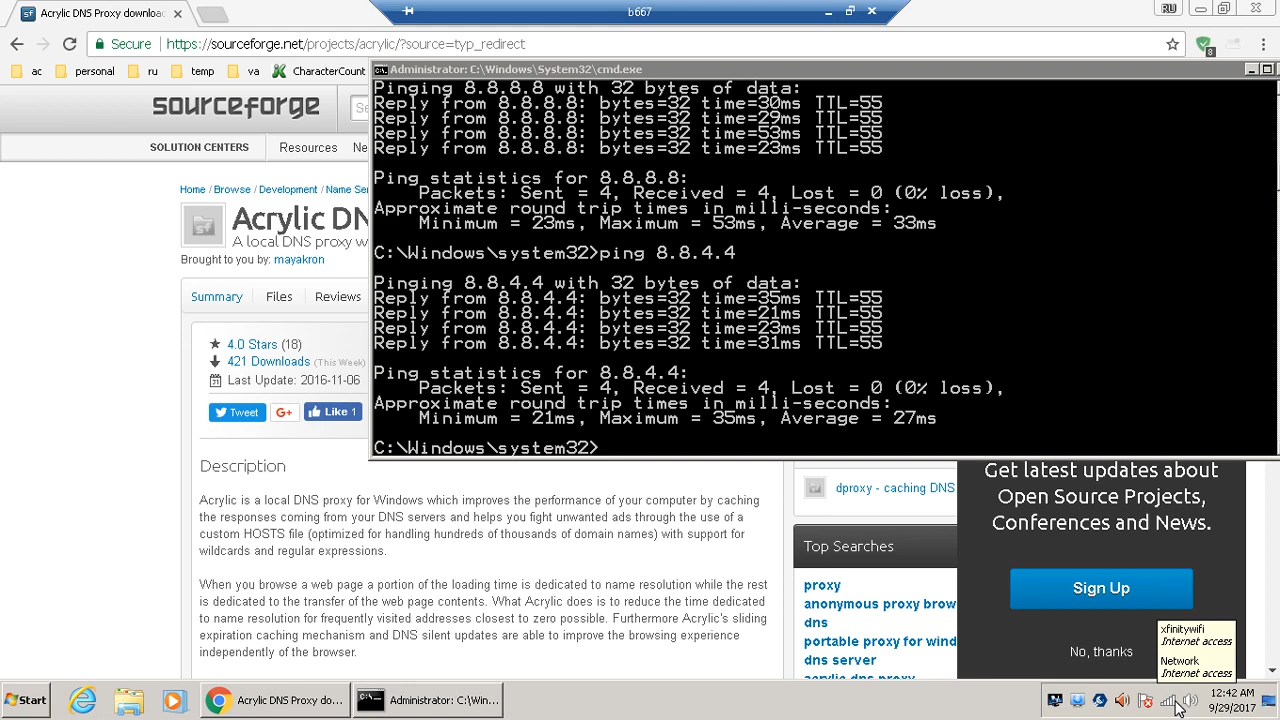 Acrylic DNS Proxy downloa
b667
RU
Secure
https://sourceforge.net/projects/acrylic/?source=typ_redirect
8
ac
personal
ru
temp
va
CharacterCount
Administrator: C:\Windows\System32\cmd.exe
Pinging 8.8.8.8 with 32 bytes of data:
Reply from 8.8.8.8: bytes=32 time=30ms TTL=55
Reply from 8.8.8.8: bytes=32 time=29ms TTL=55
Reply from 8.8.8.8: bytes=32 time=53ms TTL=55
Reply from 8.8.8.8: bytes=32 time=23ms TTL=55
Ping statistics for 8.8.8.8:
Packets: Sent = 4, Received = 4, Lost = 0 (0% loss),
Approximate round trip times in milli-seconds:
Minimum = 23ms, Maximum = 53ms, Average = 33ms
C:\Windows\system32>ping 8.8.4.4
Pinging 8.8.4.4 with 32 bytes of data:
Reply from 8.8.4.4: bytes=32 time=35ms TTL=55
Reply from 8.8.4.4: bytes=32 time=21ms TTL=55
Reply from 8.8.4.4: bytes=32 time=23ms TTL=55
Reply from 8.8.4.4: bytes=32 time=31ms TTL=55
Ping statistics for 8.8.4.4:
Packets: Sent = 4, Received = 4, Lost = 0 (0% loss),
Approximate round trip times in milli-seconds:
Minimum = 21ms, Maximum = 35ms, Average = 27ms
C:\Windows\system32>
sourceforge
Se
SOLUTION CENTERS
Resources
Ne
Home / Browse / Development / Name Ser
Acrylic DN
A local DNS proxy w
Brought to you by: mayakron
Summary
Files
Reviews
4.0 Stars (18)
421 Downloads (This Week)
Last Update: 2016-11-06
Tweet
G+
Like 1
Description
Acrylic is a local DNS proxy for Windows which improves the performance of your computer by caching
the responses coming from your DNS servers and helps you fight unwanted ads through the use of a
custom HOSTS file (optimized for handling hundreds of thousands of domain names) with support for
wildcards and regular expressions.
When you browse a web page a portion of the loading time is dedicated to name resolution while the rest
is dedicated to the transfer of the web page contents. What Acrylic does is to reduce the time dedicated
to name resolution for frequently visited addresses closest to zero possible. Furthermore Acrylic's sliding
expiration caching mechanism and DNS silent updates are able to improve the browsing experience
independently of the browser.
dproxy - caching DNS
Top Searches
proxy
anonymous proxy brow
dns
portable proxy for wind
dns server
acrylic dns proxy
Get latest updates about
Open Source Projects,
Conferences and News.
Sign Up
No, thanks
xfinitywifi
Internet access
Network
Internet access
Start
Acrylic DNS Proxy do...
Administrator: C:\Win...
12:42 AM
9/29/2017